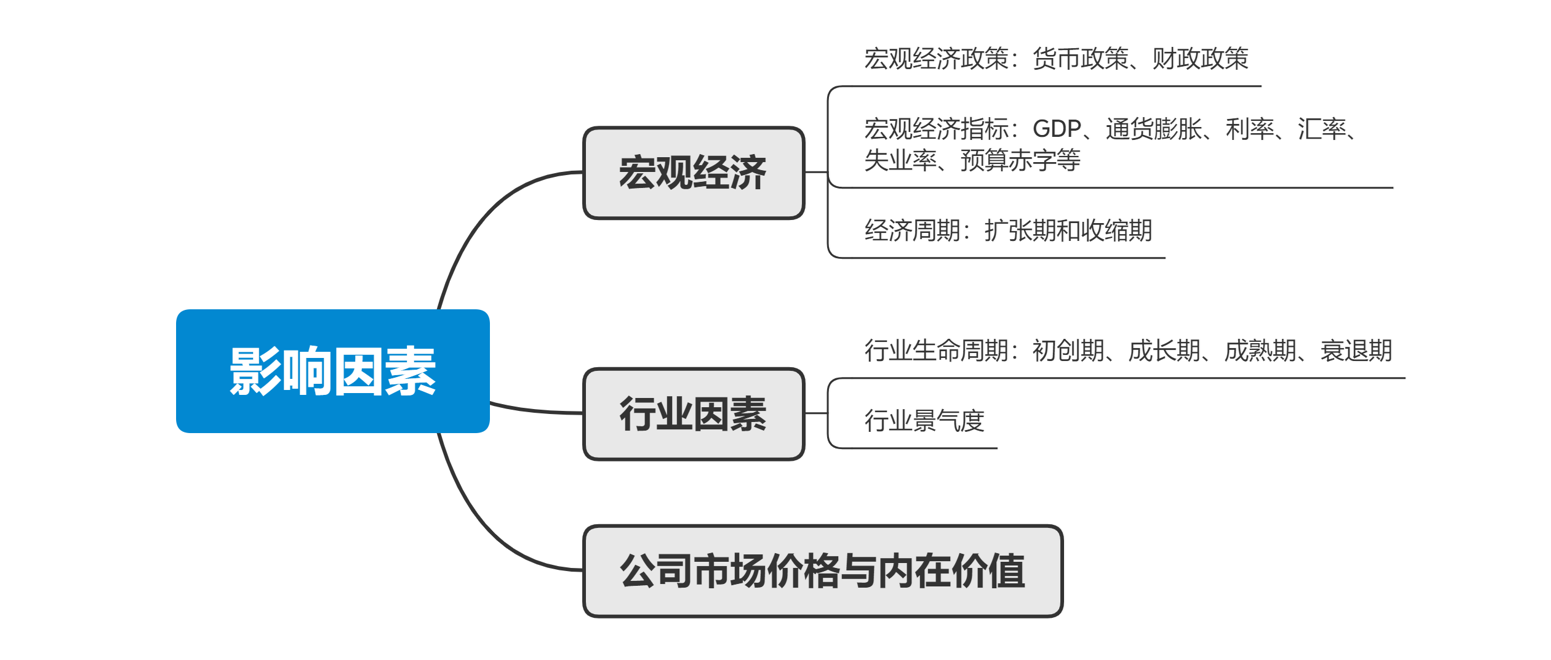 影响因素
宏观经济
宏观经济政策：货币政策、财政政策
宏观经济指标：GDP、通货膨胀、利率、汇率、
失业率、预算赤字等
经济周期：扩张期和收缩期
行业因素
行业生命周期：初创期、成长期、成熟期、衰退期
行业景气度
公司市场价格与内在价值